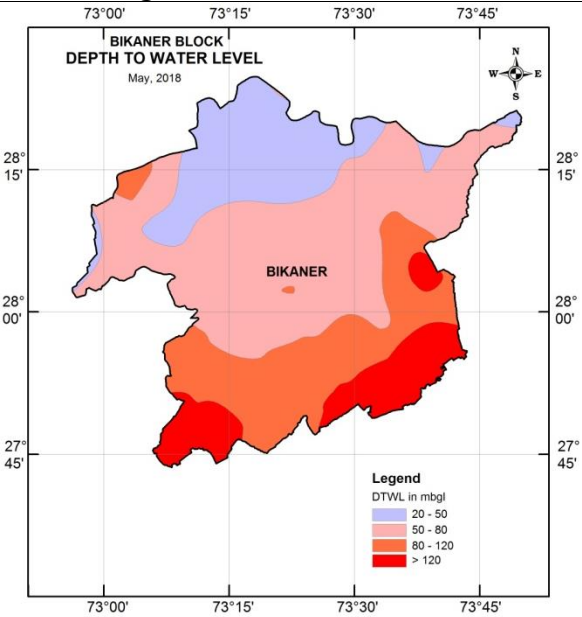 73°00' 73°15' 73°30' 73°45'
BIKANER BLOCK
DEPTH TO WATER LEVEL
May, 2018
N
W E
S
28°
15'
28°
15'
BIKANER
28°
00'
28°
00'
27°
45'
27°
45'
Legend
DTWL in mbgl
20 - 50
50 - 80
80 - 120
> 120
73°00' 73°15' 73°30' 73°45'